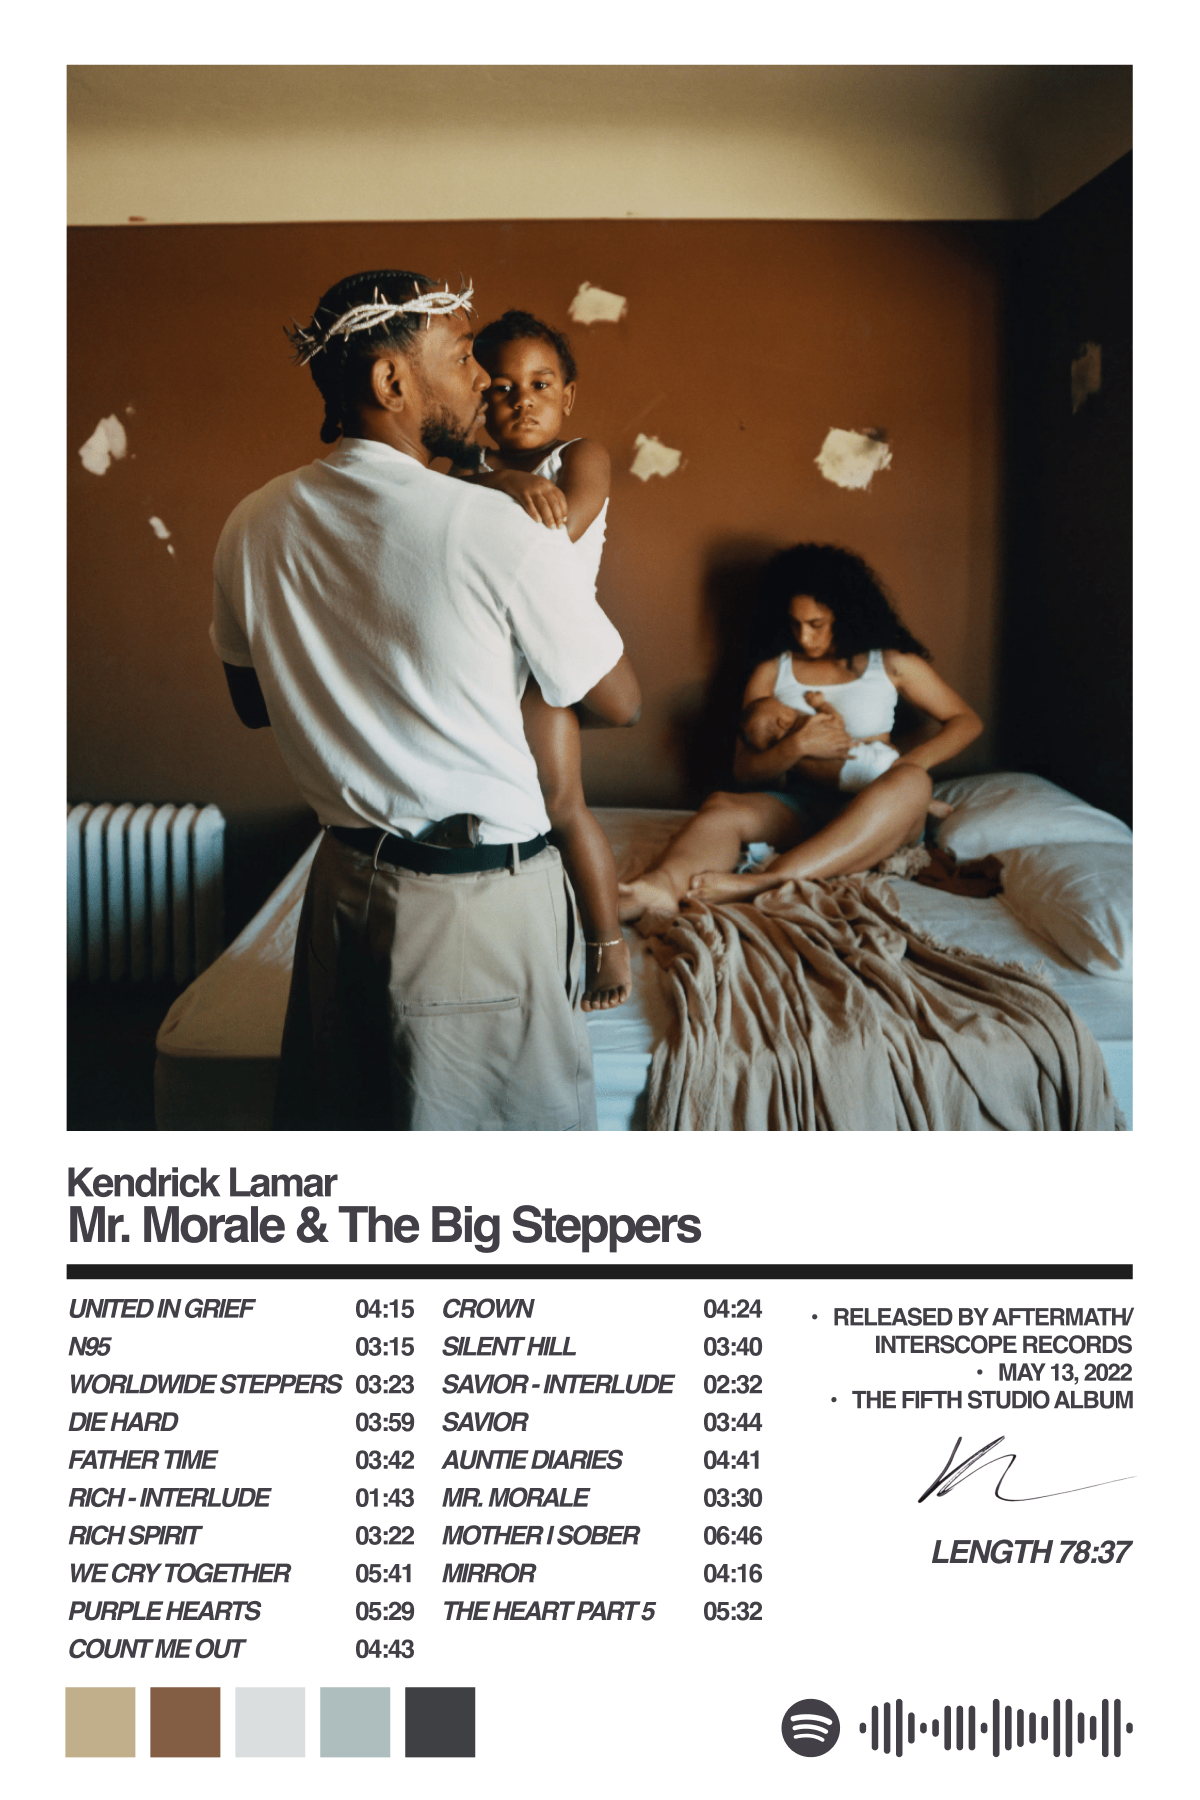 Kendrick Lamar
Mr. Morale & The Big Steppers
UNITED IN GRIEF 04:15
N95 03:15
WORLDWIDE STEPPERS 03:23
DIE HARD 03:59
FATHER TIME 03:42
RICH - INTERLUDE 01:43
RICH SPIRIT 03:22
WE CRY TOGETHER 05:41
PURPLE HEARTS 05:29
COUNT ME OUT 04:43
CROWN 04:24
SILENT HILL 03:40
SAVIOR - INTERLUDE 02:32
SAVIOR 03:44
AUNTIE DIARIES 04:41
MR. MORALE 03:30
MOTHER I SOBER 06:46
MIRROR 04:16
THE HEART PART 5 05:32
• RELEASED BY AFTERMATH/
INTERSCOPE RECORDS
• MAY 13, 2022
• THE FIFTH STUDIO ALBUM
LENGTH 78:37